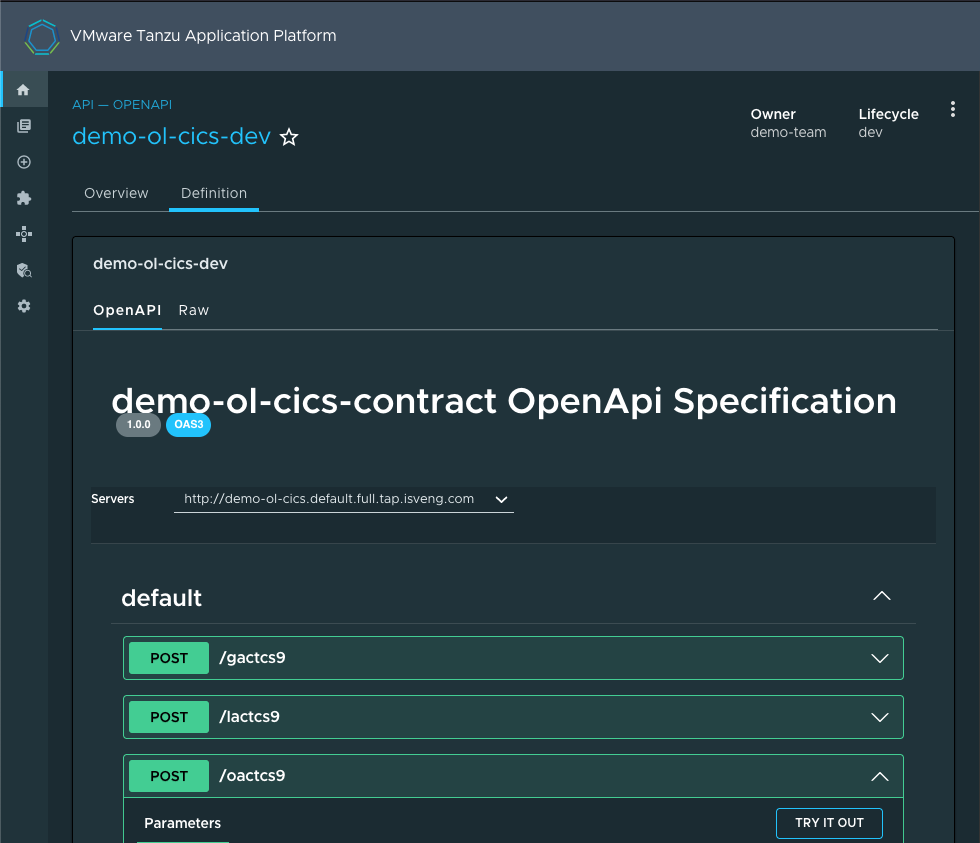 VMware Tanzu Application Platform
API — OPENAPI
demo-ol-cics-dev
Owner
demo-team
Lifecycle
dev
Overview
Definition
demo-ol-cics-dev
OpenAPI
Raw
demo-ol-cics-contract OpenApi Specification
1.0.0
OAS3
Servers
http://demo-ol-cics.default.full.tap.isveng.com
default
POST /gactcs9
POST /lactcs9
POST /oactcs9
Parameters
TRY IT OUT